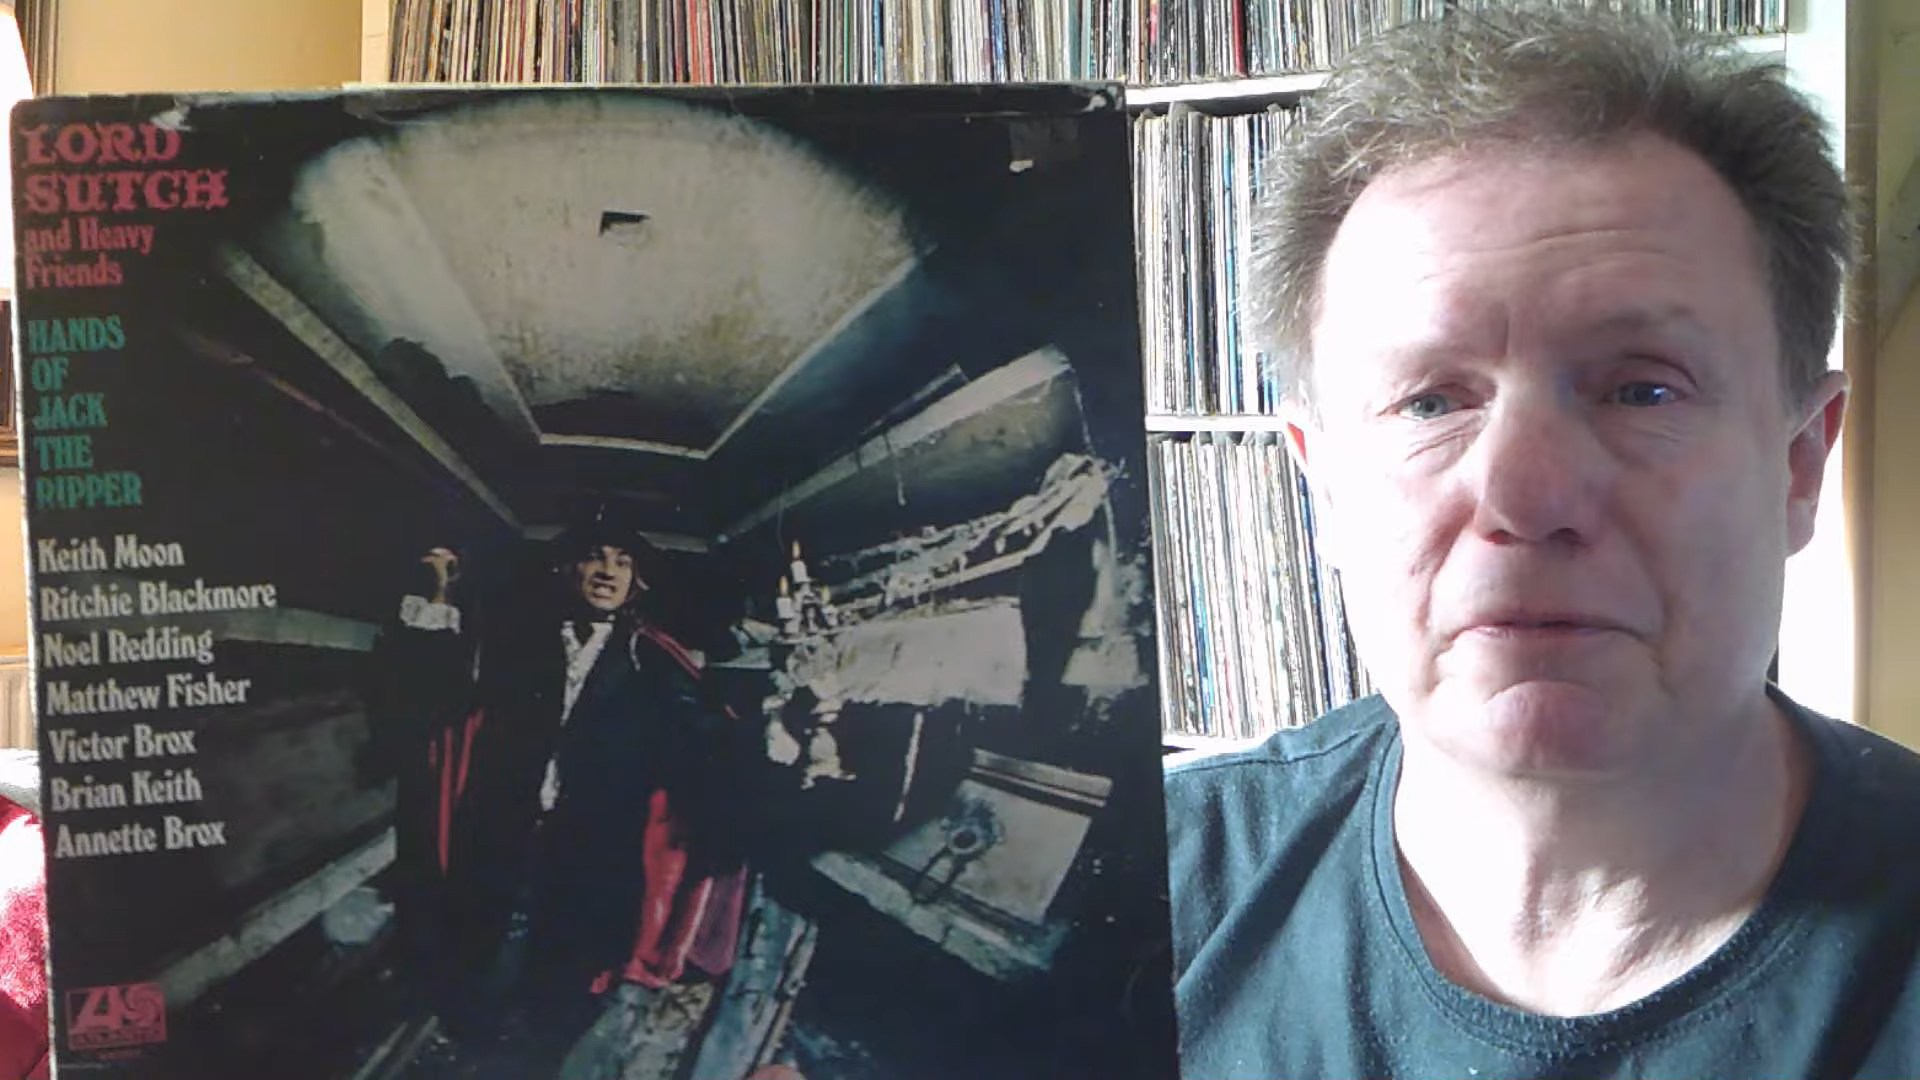 LORD
SUTCH
and Heavy
Friends
HANDS
OF
JACK
THE
RIPPER
Keith Moon
Ritchie Blackmore
Noel Redding
Matthew Fisher
Victor Brox
Brian Keith
Annette Brox
ATLANTIC